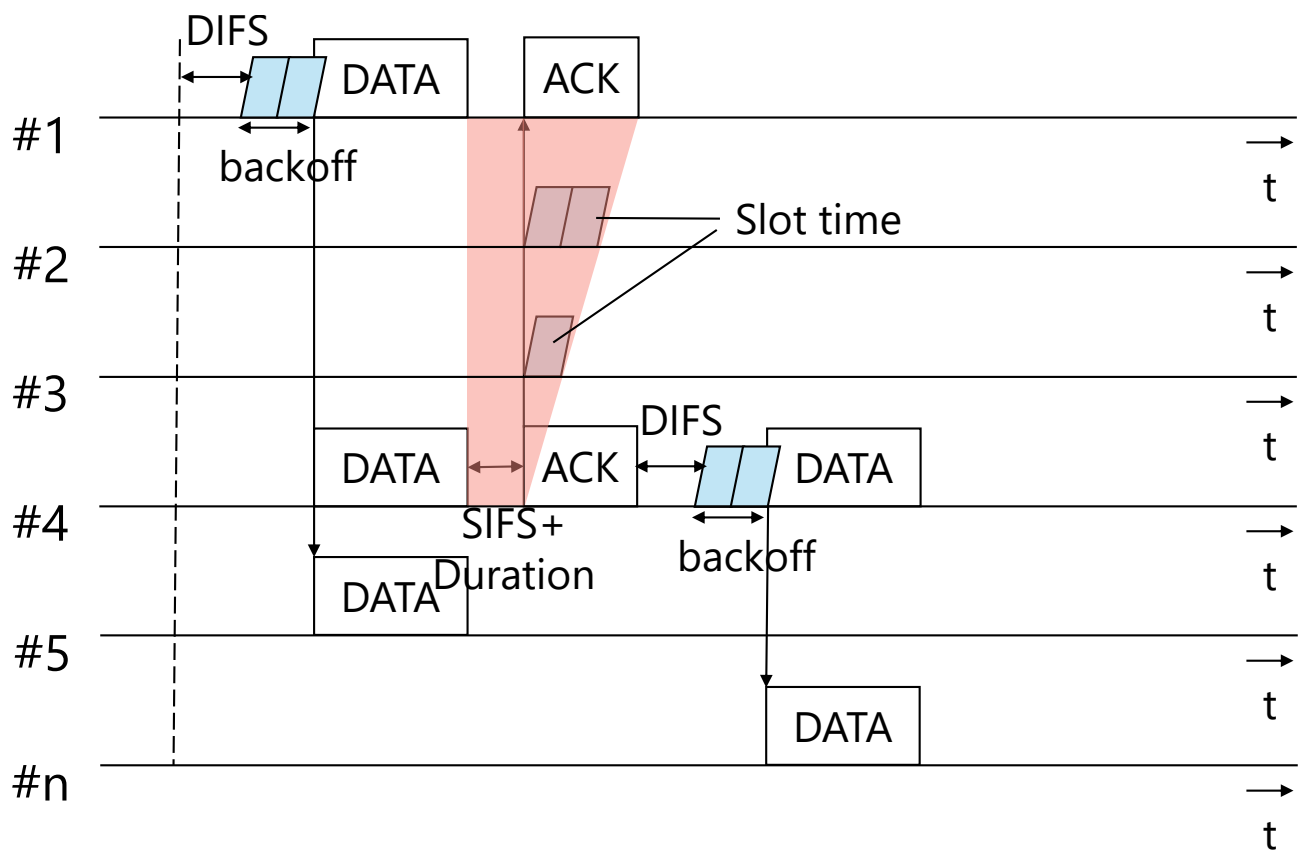 DIFS
DATA
ACK
#1
backoff
t
Slot time
#2
t
#3
DIFS
t
DATA
ACK
DATA
#4
SIFS+
Duration
backoff
t
DATA
#5
t
DATA
#n
t